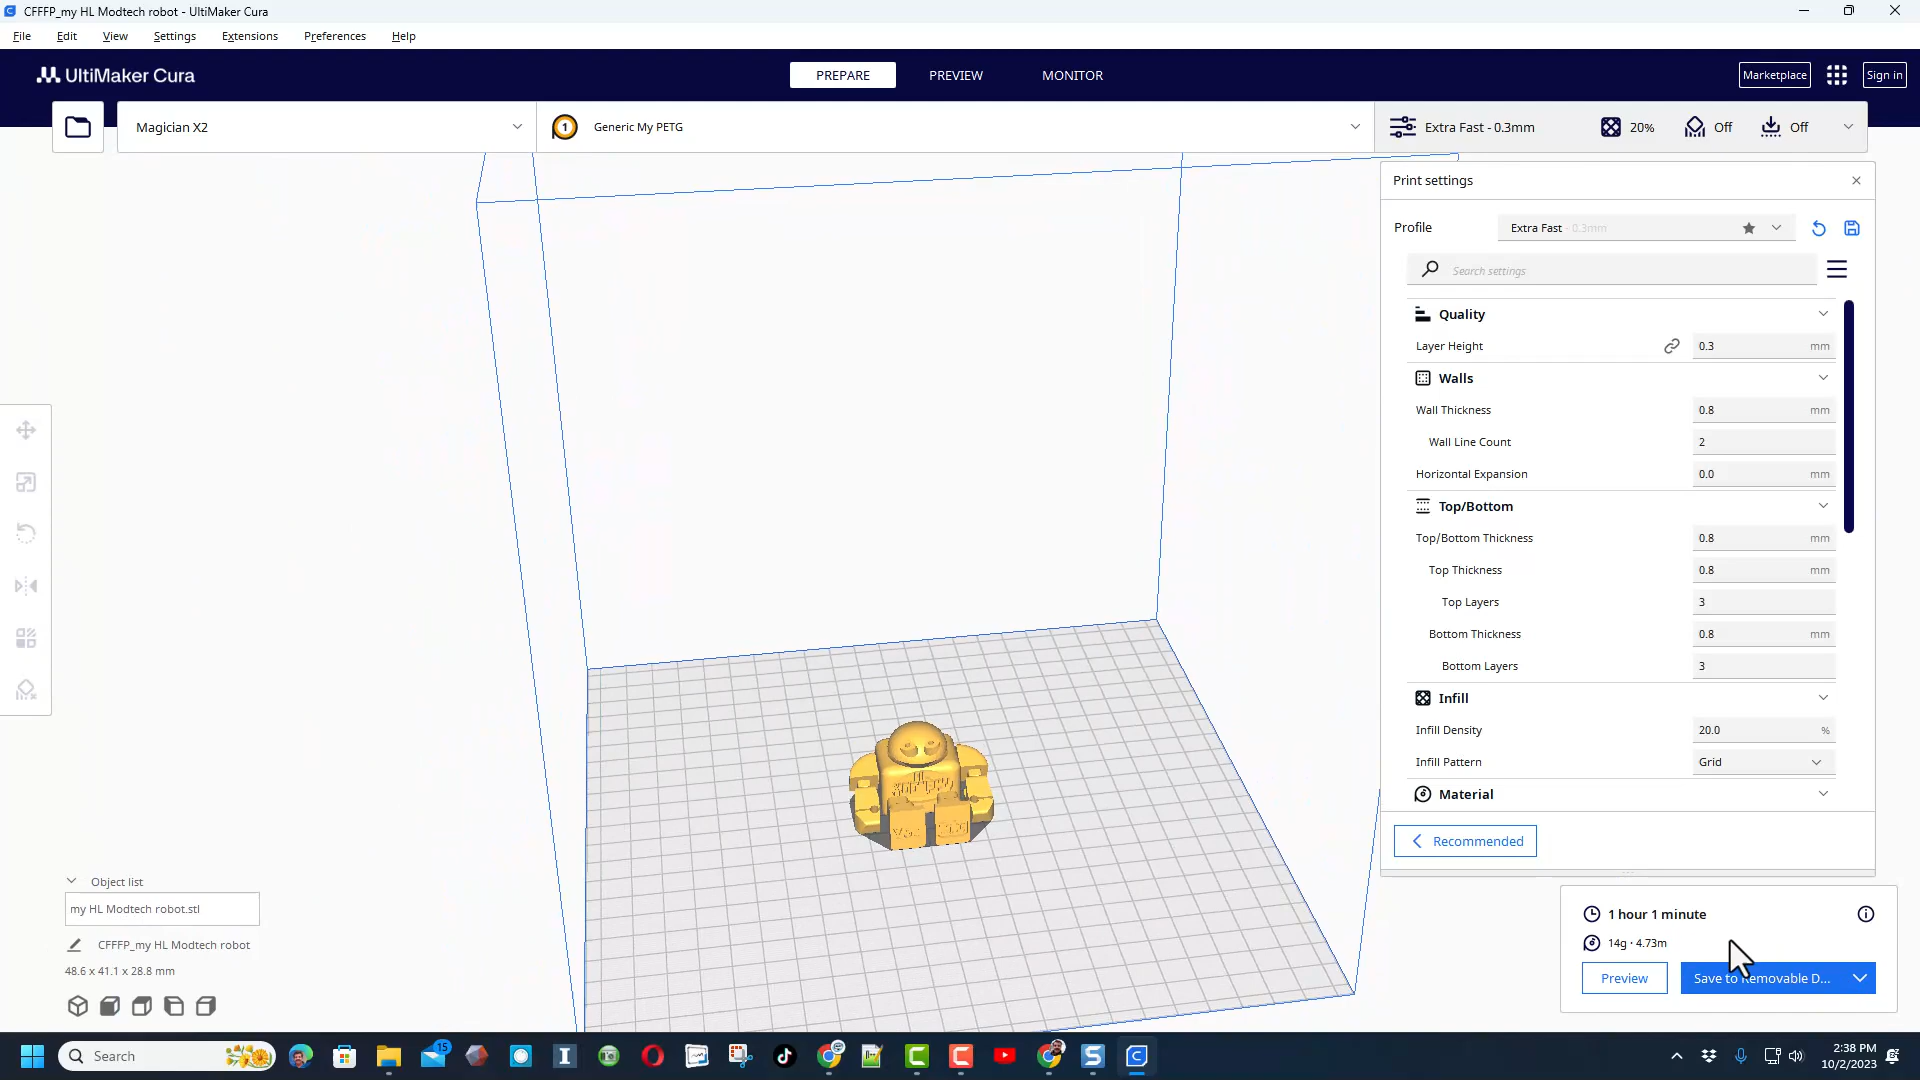 CFFFP_my HL Modtech robot - UltiMaker Cura
File Edit View Settings Extensions Preferences Help
UltiMaker Cura
PREPARE
PREVIEW
MONITOR
Marketplace
Sign in
Magician X2
1
Generic My PETG
Extra Fast - 0.3mm
20%
Off
Off
Print settings
Profile
Extra Fast - 0.3mm
Search settings
Quality
Layer Height 0.3 mm
Walls
Wall Thickness 0.8 mm
Wall Line Count 2
Horizontal Expansion 0.0 mm
Top/Bottom
Top/Bottom Thickness 0.8 mm
Top Thickness 0.8 mm
Top Layers 3
Bottom Thickness 0.8 mm
Bottom Layers 3
Infill
Infill Density 20.0 %
Infill Pattern Grid
Material
Recommended
Object list
my HL Modtech robot.stl
CFFFP_my HL Modtech robot
48.6 x 41.1 x 28.8 mm
1 hour 1 minute
14g · 4.73m
Preview
Save to Removable D...
Search
15
2:38 PM
10/2/2023